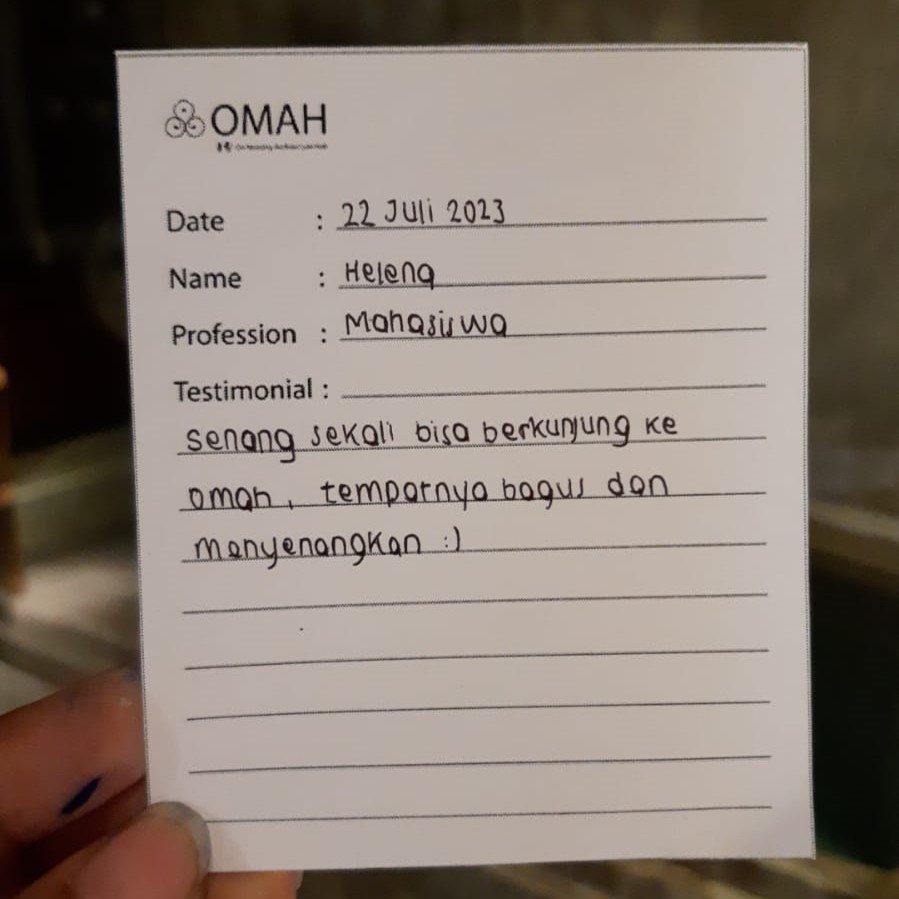 OMAH
Date : 22 Juli 2023
Name : Helena
Profession : Mahasiswa
Testimonial :
senang sekali bisa berkunjung ke
omah, temparnya bagus dan
menyenangkan :)